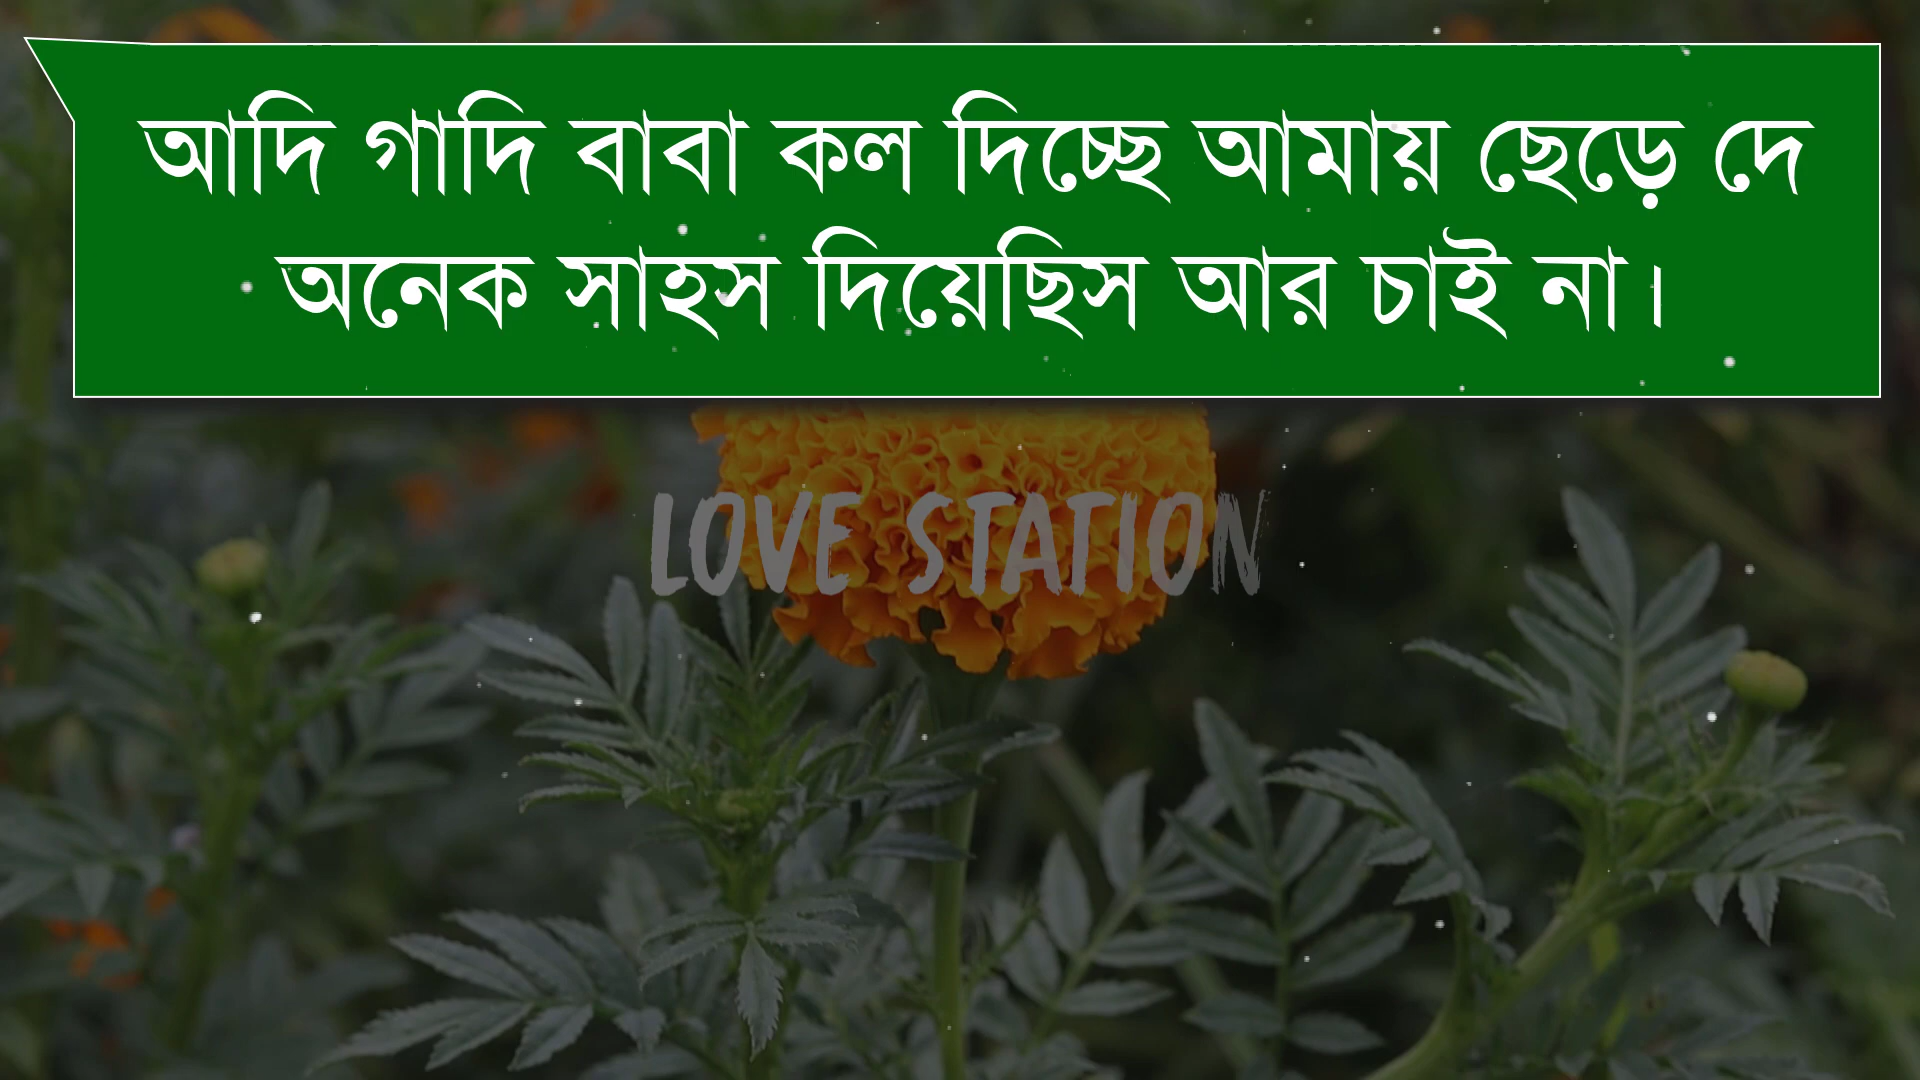 আদি গাদি বাবা কল দিচ্ছে আমায় ছেড়ে দে
অনেক সাহস দিয়েছিস আর চাই না।
LOVE STATION